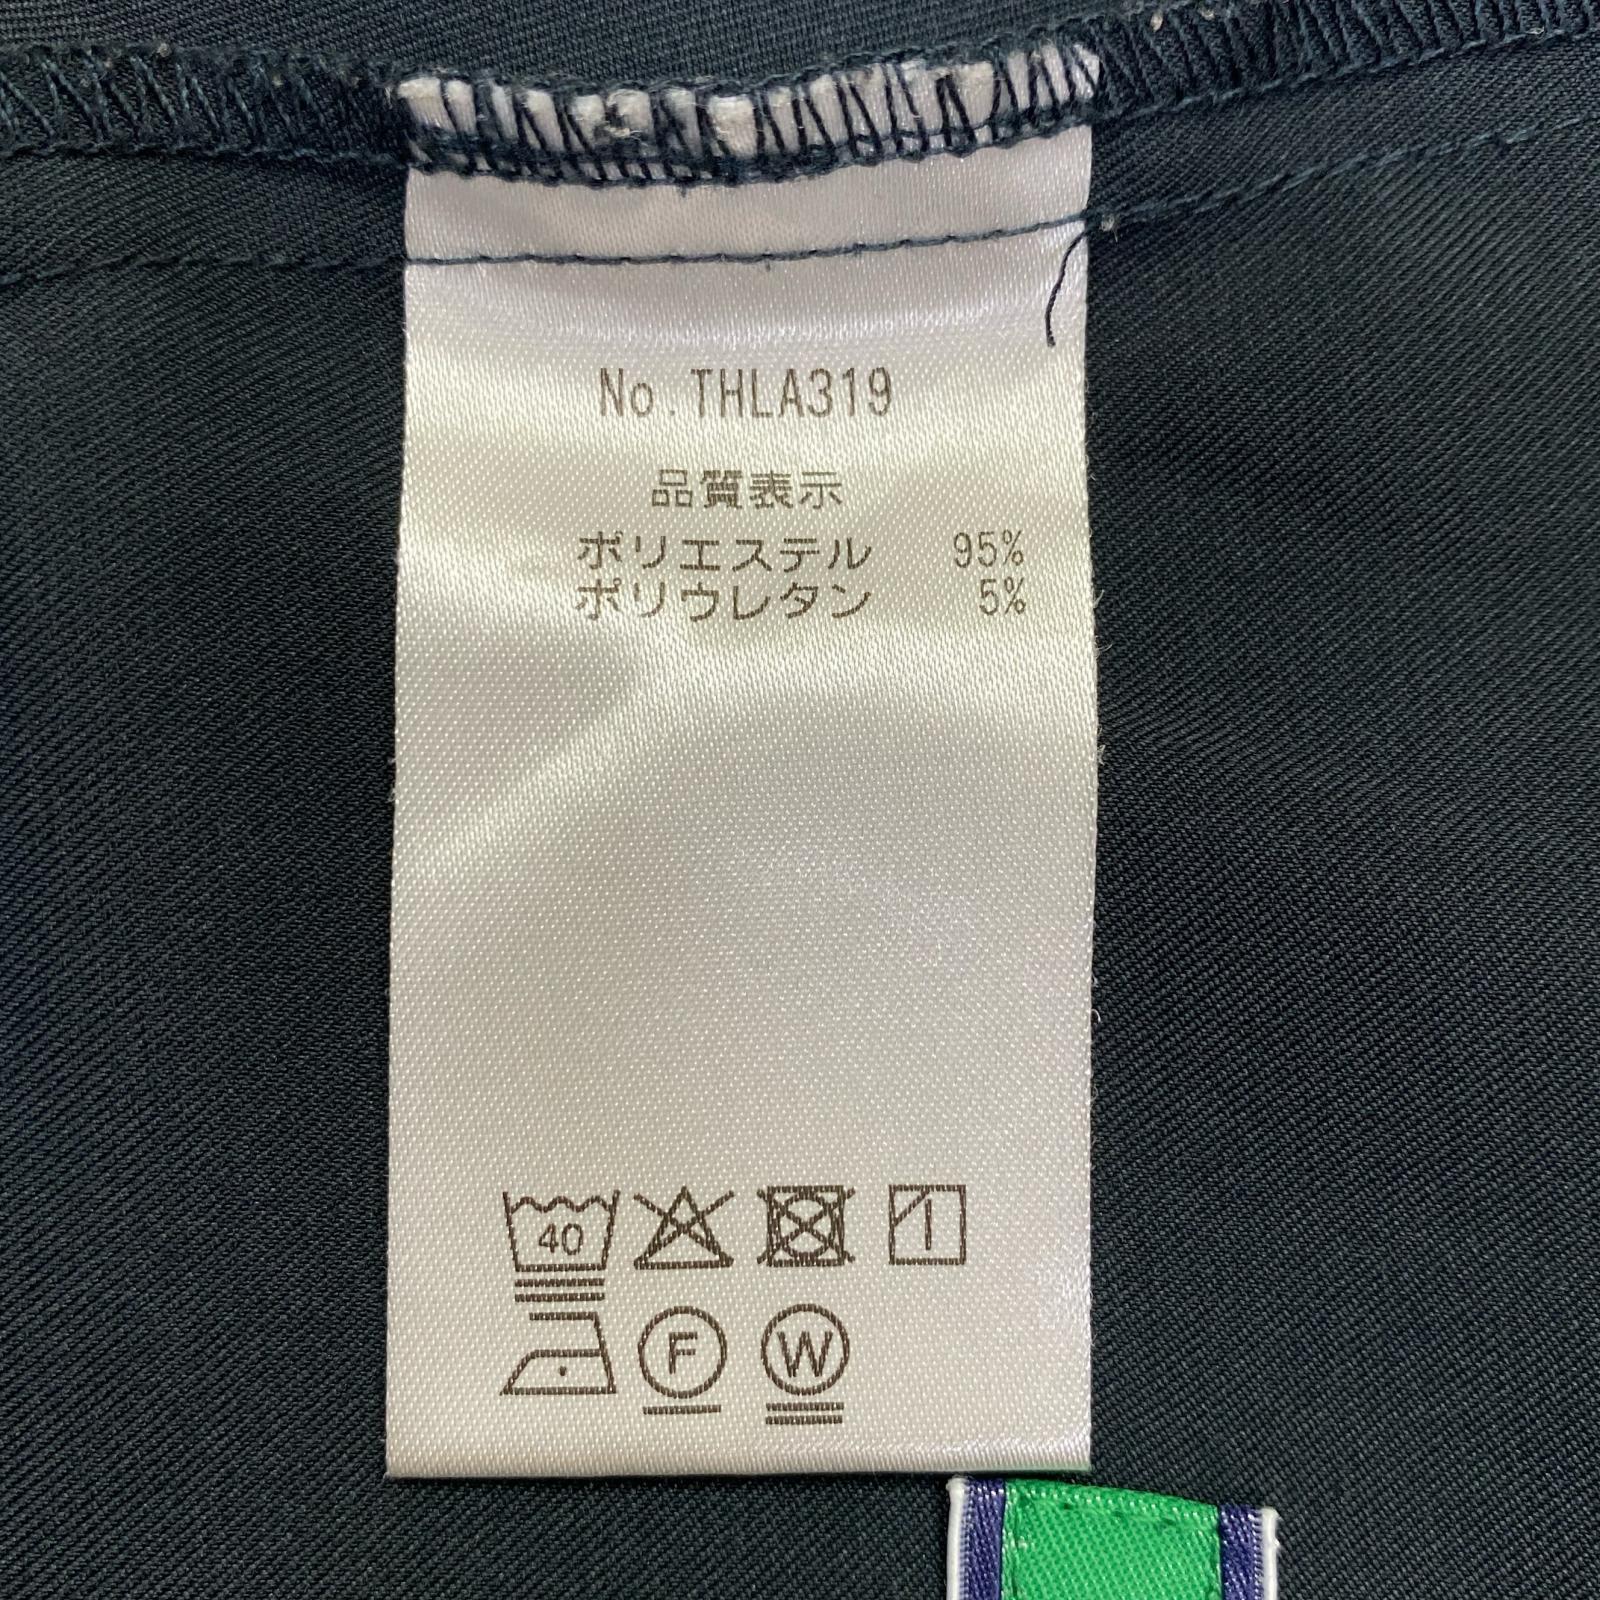 No.THLA319
品質表示
ポリエステル 95%
ポリウレタン 5%
40
F W